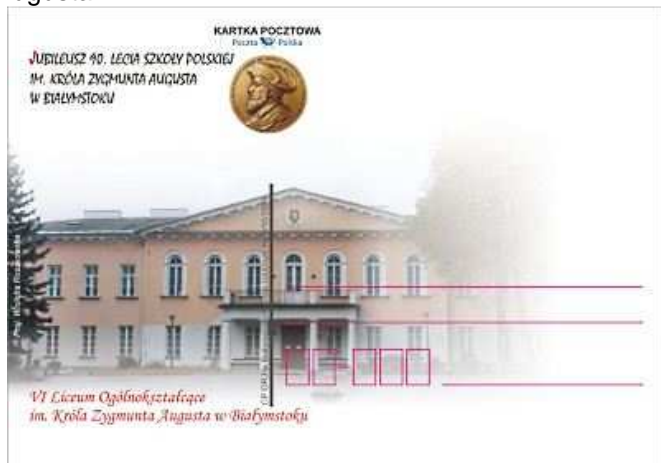 KARTKA POCZTOWA
Poczta Polska
JUBILEUSZ 90. LECIA SZKOŁY POLSKIEJ
IM. KRÓLA ZYGMUNTA AUGUSTA
W BIAŁYMSTOKU
VI Liceum Ogólnokształcące
im. Króla Zygmunta Augusta w Białymstoku